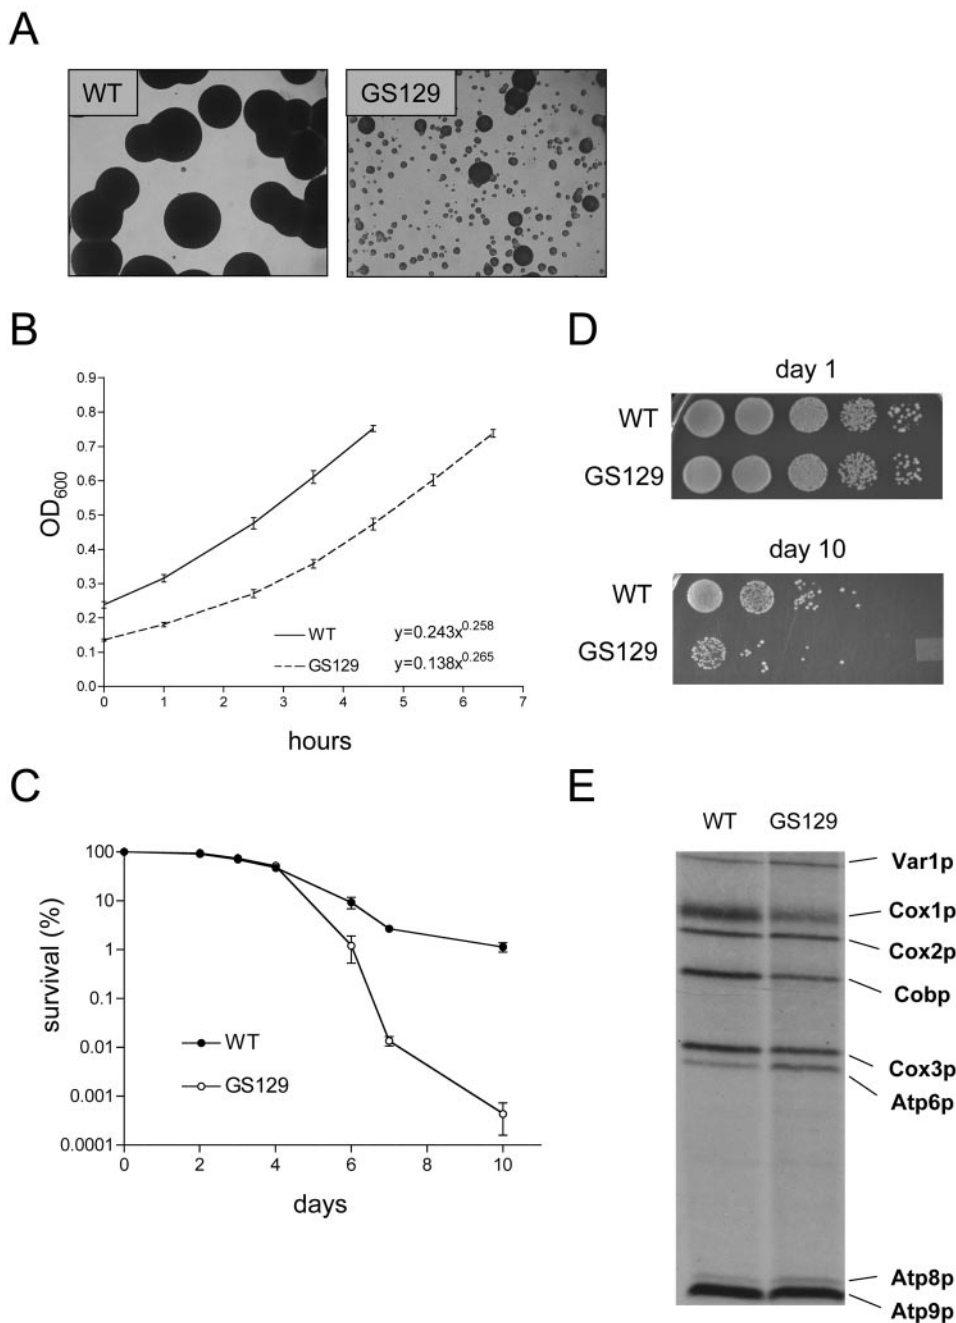 A
WT
GS129
B
OD600
0.9
0.8
0.7
0.6
0.5
0.4
0.3
0.2
0.1
0.0
WT y=0.243x^0.258
GS129 y=0.138x^0.265
0 1 2 3 4 5 6 7
hours
C
survival (%)
100
10
1
0.1
0.01
0.001
0.0001
WT
GS129
0 2 4 6 8 10
days
D
day 1
WT
GS129
day 10
WT
GS129
E
WT GS129
Var1p
Cox1p
Cox2p
Cobp
Cox3p
Atp6p
Atp8p
Atp9p